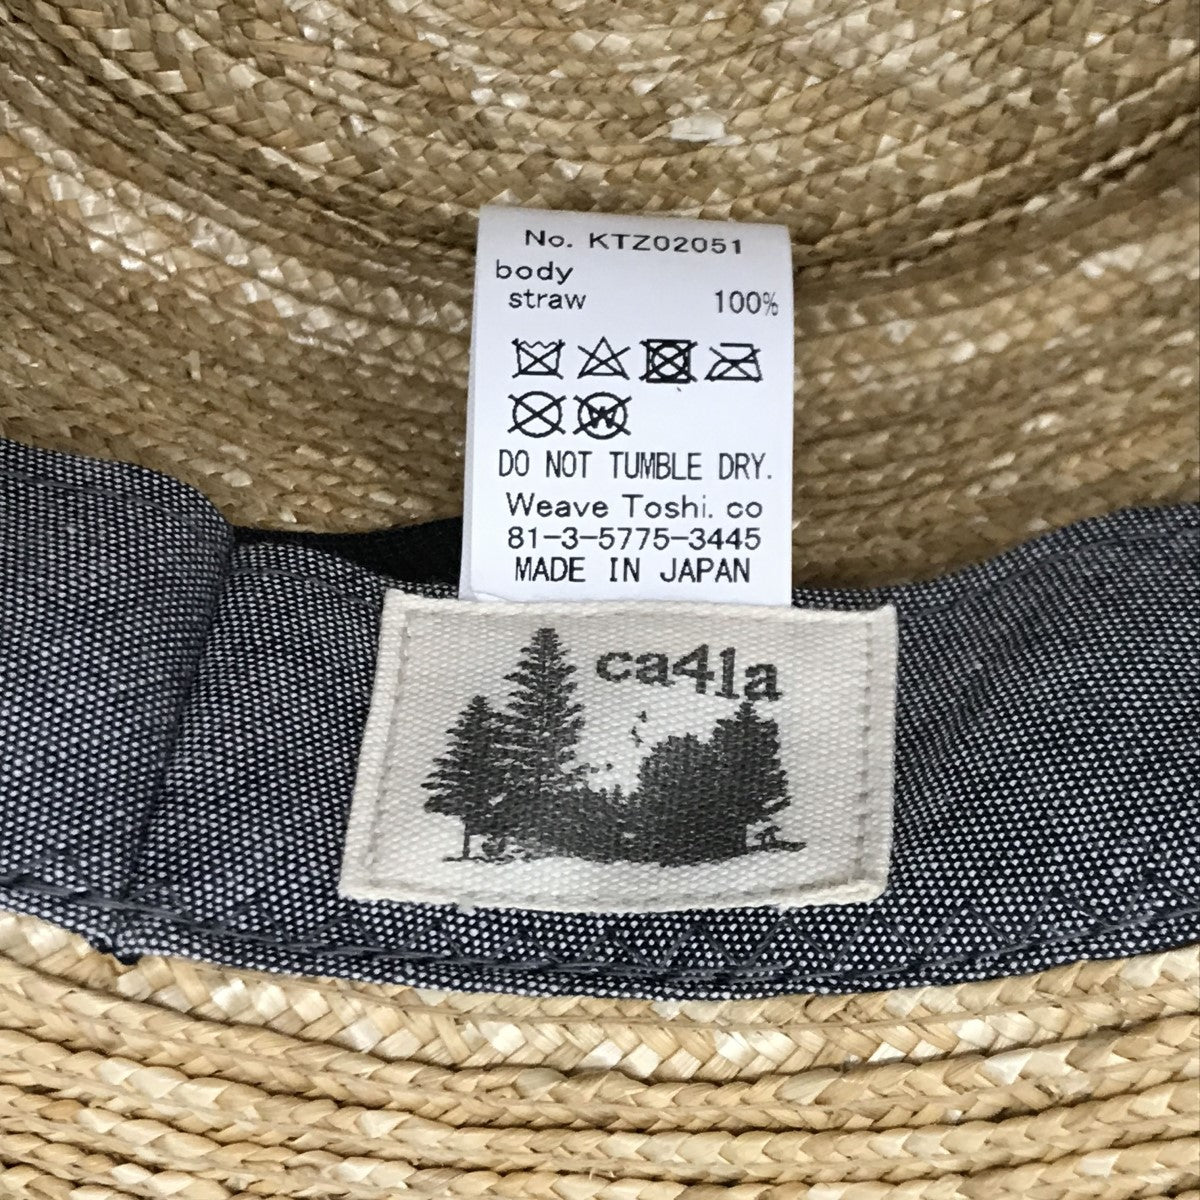 No. KTZ02051
body
straw 100%
W
DO NOT TUMBLE DRY.
Weave Toshi. co
81-3-5775-3445
MADE IN JAPAN
ca4la